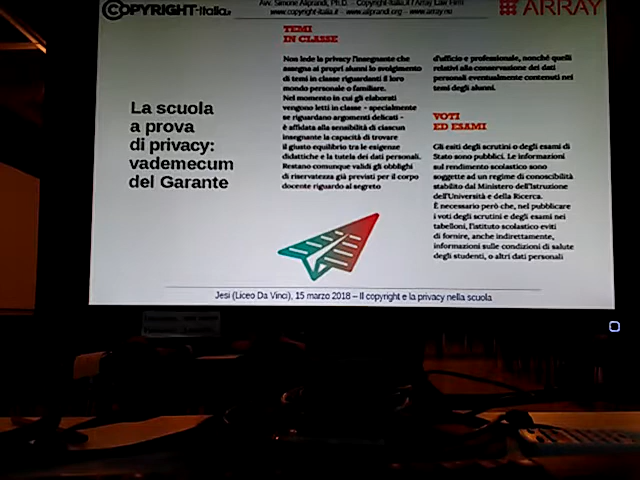 COPYRIGHT-Italia.it
Avv. Simone Aliprandi, Ph.D. – Copyright-Italia.it / Array Law Firm
www.copyright-italia.it – www.aliprandi.org – www.array.eu
ARRAY
La scuola
a prova
di privacy:
vademecum
del Garante
TEMI
IN CLASSE
Non lede la privacy l'insegnante che
assegna ai propri alunni lo svolgimento
di temi in classe riguardanti il loro
mondo personale o familiare.
Nel momento in cui gli elaborati
vengono letti in classe - specialmente
se riguardano argomenti delicati -
è affidata alla sensibilità di ciascun
insegnante la capacità di trovare
il giusto equilibrio tra le esigenze
didattiche e la tutela dei dati personali.
Restano comunque validi gli obblighi
di riservatezza già previsti per il corpo
docente riguardo al segreto
d'ufficio e professionale, nonché quelli
relativi alla conservazione dei dati
personali eventualmente contenuti nei
temi degli alunni.
VOTI
ED ESAMI
Gli esiti degli scrutini o degli esami di
Stato sono pubblici. Le informazioni
sul rendimento scolastico sono
soggette ad un regime di conoscibilità
stabilito dal Ministero dell'Istruzione
dell'Università e della Ricerca.
È necessario però che, nel pubblicare
i voti degli scrutini e degli esami nei
tabelloni, l'istituto scolastico eviti
di fornire, anche indirettamente,
informazioni sulle condizioni di salute
degli studenti, o altri dati personali
Jesi (Liceo Da Vinci), 15 marzo 2018 – Il copyright e la privacy nella scuola